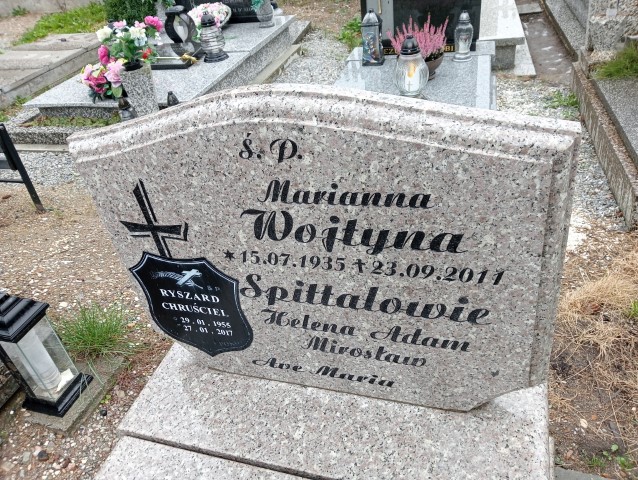 Ś. P.
Marianna
Wojtyna
* 15.07.1935 † 23.09.2011
Spittalowie
Helena Adam
Mirosław
Ave Maria
Ś P
RYSZARD
CHRUŚCIEL
* 29 . 01 . 1955
27 . 01 . 2017